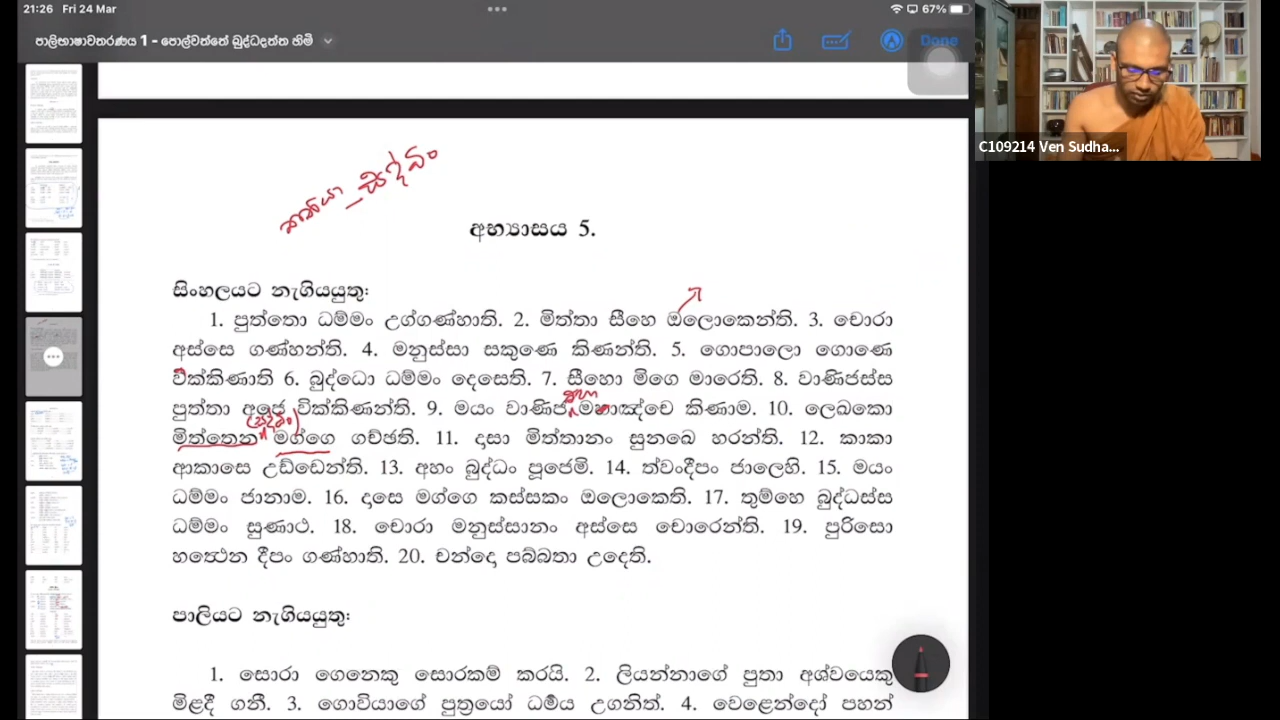 21:26 Fri 24 Mar
67%
පාලිභාෂාවතරණය 1 - පොල්වත්තේ බුද්ධදත්ත හිමි
Done
C109214 Ven Sudha...
අභ්‍යාසය 5.
සිංහලයට නැගියයුතු:
1. පුත්තො ධම්මං උග්ගණ්හාති. 2. මිත්තා සීහෙ ඔලොකෙන්ති. 3. චොරා
අස්සෙ ගණ්හන්ති. 4. මනුස්සා සකුණෙ කිණන්ති. 5. ගොපාලො ගොණෙ
වික්කිණාති 6. බුද්ධො ධම්මං දෙසෙති. 7. සීහො මිගෙ මාරෙති. 8. වාණිජස්ස
පුත්තා අජෙ වික්කිණන්ති. 9. මයං වාණිජ මඤ්චෙ කිණාම. 10. ලෙඛකො
මිත්තෙන මග්ගෙ ගච්ඡති. 11. දාසා මිත්තානං සුනඛෙ හරන්ති. 12. කාකා
ආකාසෙ උඩ්ඩෙන්ති. 13. අහං බුද්ධං පූජෙමි. 14. ත්වංදීපං ජාලෙහි. 15. මයං
ධම්මං ජානාම. 16. දාසෙ මග්ගෙ කස්සකං ඔලොකෙති. 17. තුම්හෙ බුද්ධස්ස
ධම්මං සුණාථ. 18. චොරා මනුස්සානං අස්සෙ චොරෙන්ති. 19. පුරිසො
හත්‍ථෙන දීපං ගණ්හාති. 20. චන්දො පබ්බතා උදෙති.
පාලියට නැගියයුතු:
සොරකම් කරයි. 2. ලියන්නාගේ පුතා අශ්වයෙකු
මිළදී ගනී. 3. ගොවියාගේ පුත්‍රයෝ ධර්මය උගනිත්. 4. වෙළෙන්දෝ පහන්